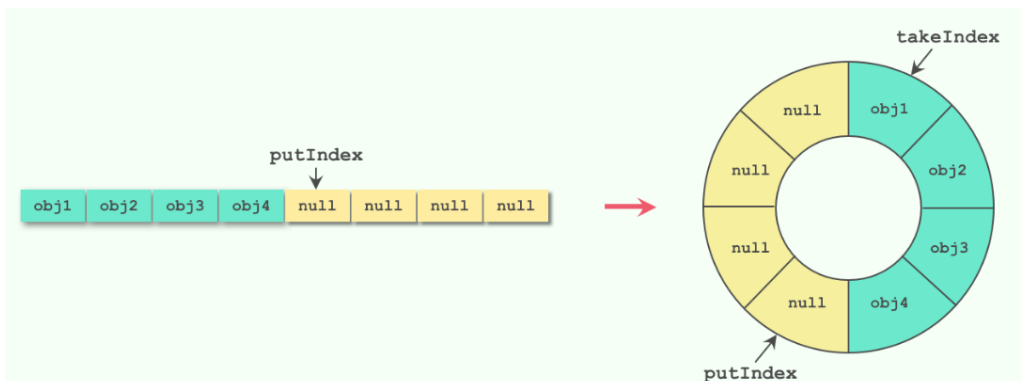 putIndex
obj1 obj2 obj3 obj4 null null null null
takeIndex
null obj1
null obj2
null obj3
null obj4
putIndex